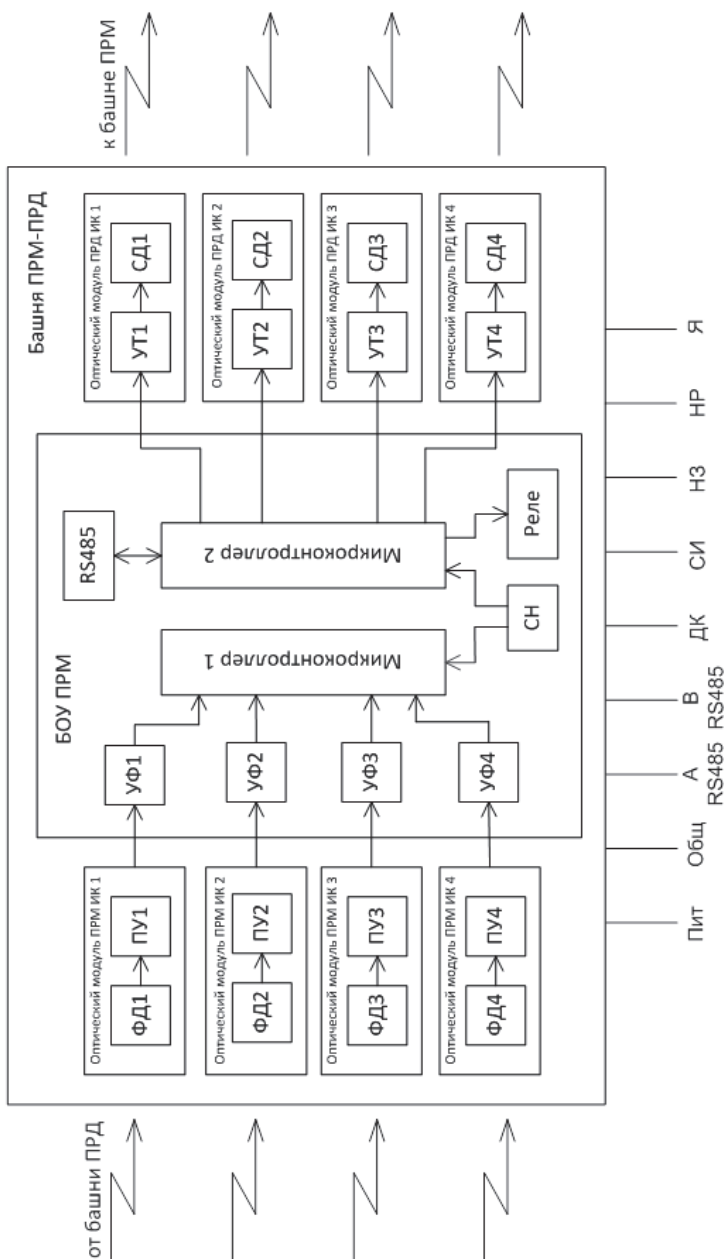 Башня ПРМ-ПРД
от башни ПРД
к башне ПРМ
Оптический модуль ПРМ ИК 1
ФД1
ПУ1
Оптический модуль ПРМ ИК 2
ФД2
ПУ2
Оптический модуль ПРМ ИК 3
ФД3
ПУ3
Оптический модуль ПРМ ИК 4
ФД4
ПУ4
БОУ ПРМ
УФ1
УФ2
УФ3
УФ4
Микроконтроллер 1
RS485
Микроконтроллер 2
СН
Реле
Оптический модуль ПРД ИК 1
УТ1
СД1
Оптический модуль ПРД ИК 2
УТ2
СД2
Оптический модуль ПРД ИК 3
УТ3
СД3
Оптический модуль ПРД ИК 4
УТ4
СД4
Пит
Общ
А
RS485
В
RS485
ДК
СИ
НЗ
НР
Я